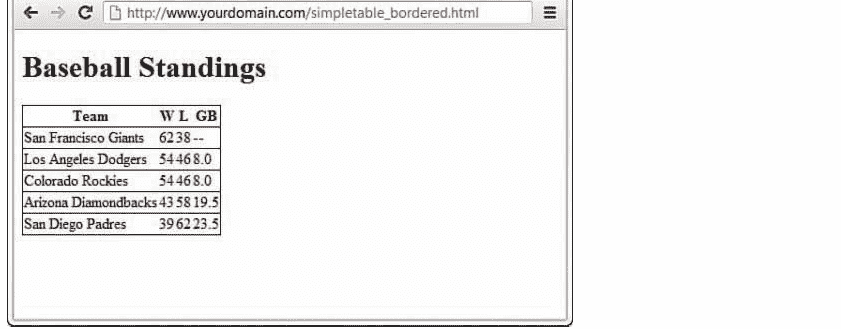 http://www.yourdomain.com/simpletable_bordered.html
Baseball Standings
Team W L GB
San Francisco Giants 62 38 --
Los Angeles Dodgers 54 46 8.0
Colorado Rockies 54 46 8.0
Arizona Diamondbacks 43 58 19.5
San Diego Padres 39 62 23.5